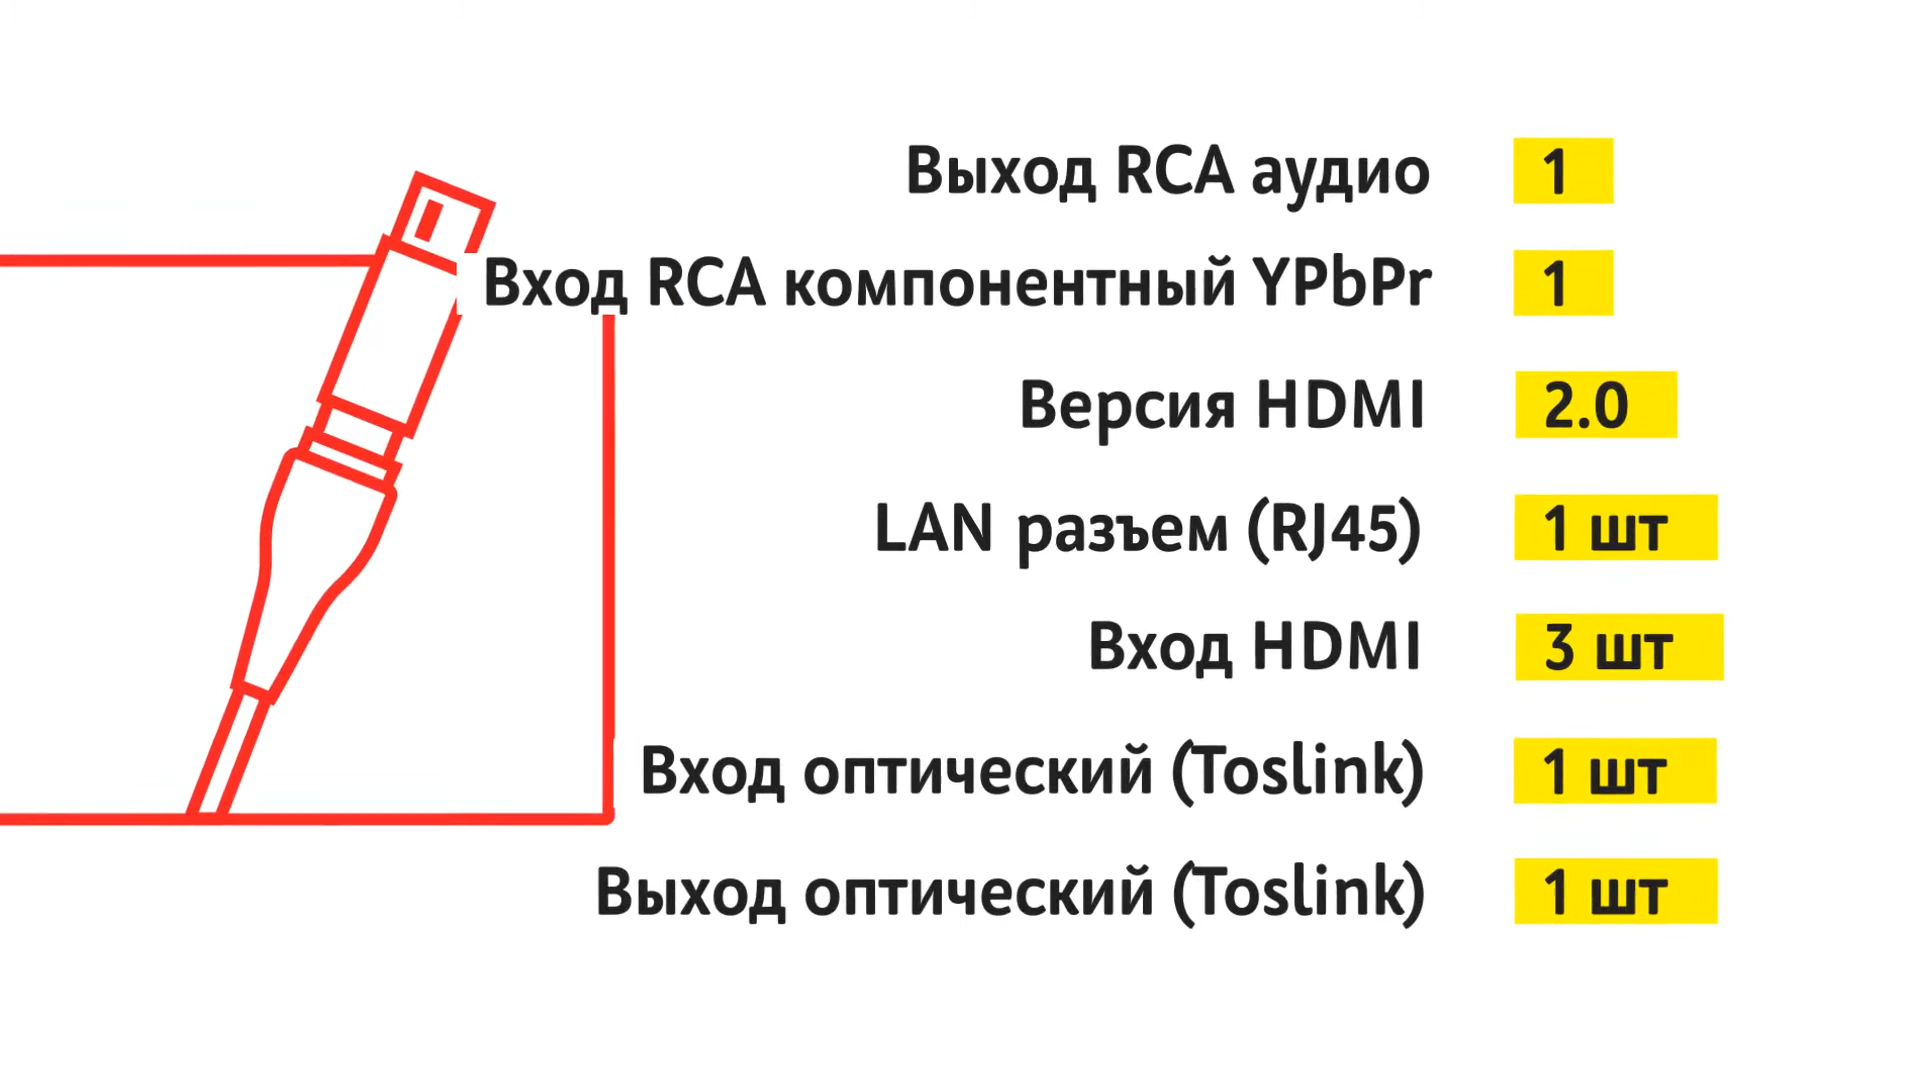 Выход RCA аудио 1
Вход RCA компонентный YPbPr 1
Версия HDMI 2.0
LAN разъем (RJ45) 1 шт
Вход HDMI 3 шт
Вход оптический (Toslink) 1 шт
Выход оптический (Toslink) 1 шт